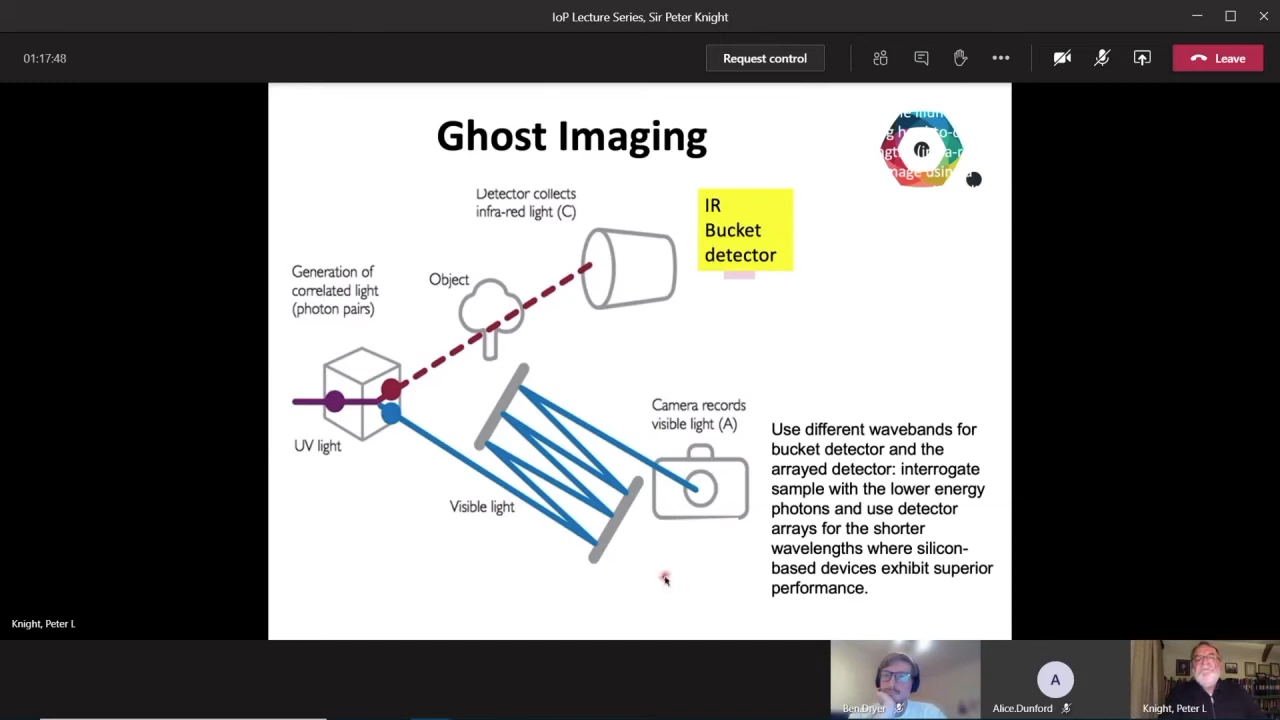 IoP Lecture Series, Sir Peter Knight
01:17:48
Request control
Leave
Ghost Imaging
Detector collects
infra-red light (C)
IR
Bucket
detector
Generation of
correlated light
(photon pairs)
Object
UV light
Visible light
Camera records
visible light (A)
Use different wavebands for
bucket detector and the
arrayed detector: interrogate
sample with the lower energy
photons and use detector
arrays for the shorter
wavelengths where silicon-
based devices exhibit superior
performance.
Knight, Peter L
Ben.Dryer
A
Alice.Dunford
Knight, Peter L